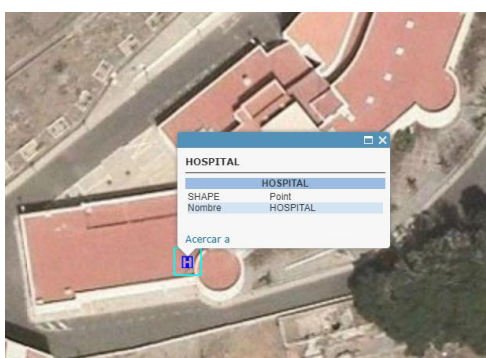 HOSPITAL
HOSPITAL
SHAPE Point
Nombre HOSPITAL
Acercar a
H